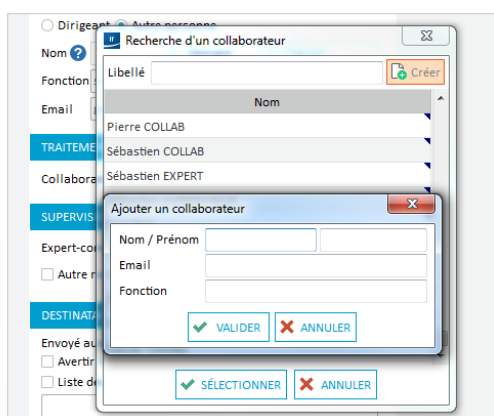 Dirigeant Autre personne
Recherche d'un collaborateur
Nom
Libellé Créer
Fonction
Nom
Email
Pierre COLLAB
TRAITEME
Sébastien COLLAB
Collabora
Sébastien EXPERT
SUPERVISI
Ajouter un collaborateur
Nom / Prénom
Expert-co
Email
Autre r
Fonction
DESTINATA
VALIDER ANNULER
Envoyé au
Avertir
Liste de
SÉLECTIONNER ANNULER